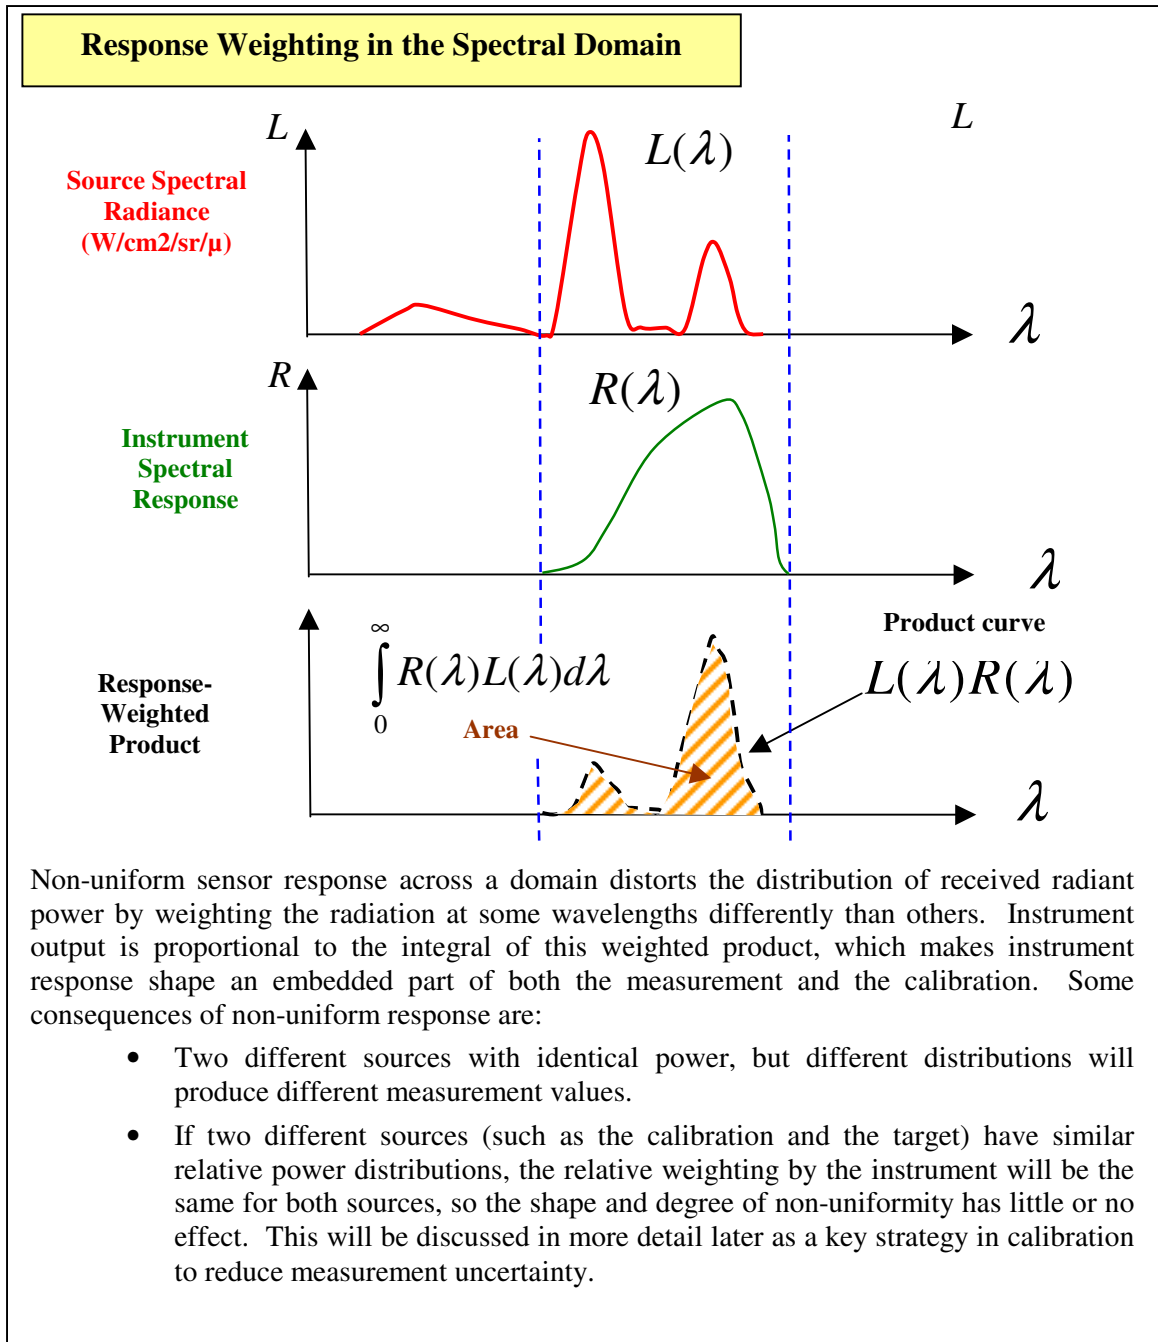 Response Weighting in the Spectral Domain
L
L
L(λ)
Source Spectral
Radiance
(W/cm2/sr/µ)
λ
R
R(λ)
Instrument
Spectral
Response
λ
Product curve
∞
∫ R(λ)L(λ)dλ
0
L(λ)R(λ)
Response-
Weighted
Product
Area
λ
Non-uniform sensor response across a domain distorts the distribution of received radiant
power by weighting the radiation at some wavelengths differently than others. Instrument
output is proportional to the integral of this weighted product, which makes instrument
response shape an embedded part of both the measurement and the calibration. Some
consequences of non-uniform response are:
• Two different sources with identical power, but different distributions will
produce different measurement values.
• If two different sources (such as the calibration and the target) have similar
relative power distributions, the relative weighting by the instrument will be the
same for both sources, so the shape and degree of non-uniformity has little or no
effect. This will be discussed in more detail later as a key strategy in calibration
to reduce measurement uncertainty.